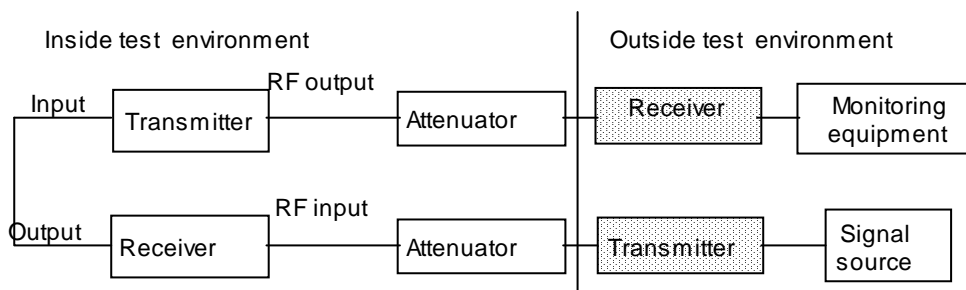 Inside test environment
Outside test environment
RF output
Input
Transmitter
Attenuator
Receiver
Monitoring
equipment
RF input
Output
Receiver
Attenuator
Transmitter
Signal
source